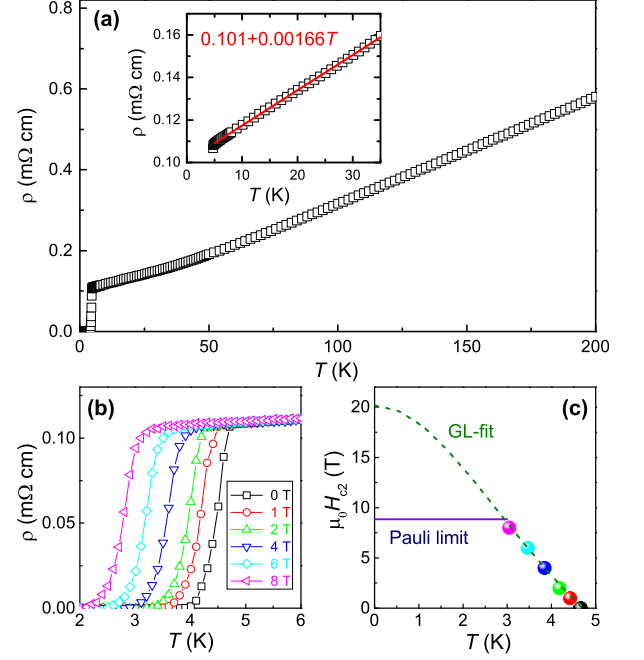 (a)
0.8
0.6
0.4
0.2
0.0
ρ (mΩ cm)
0 50 100 150 200
T (K)
0.101+0.00166T
0.16
0.14
0.12
0.10
ρ (mΩ cm)
0 10 20 30
T (K)
(b)
0.10
0.05
0.00
ρ (mΩ cm)
2 3 4 5 6
T (K)
0 T
1 T
2 T
4 T
6 T
8 T
(c)
20
15
10
5
0
μ0Hc2 (T)
GL-fit
Pauli limit
0 1 2 3 4 5
T (K)